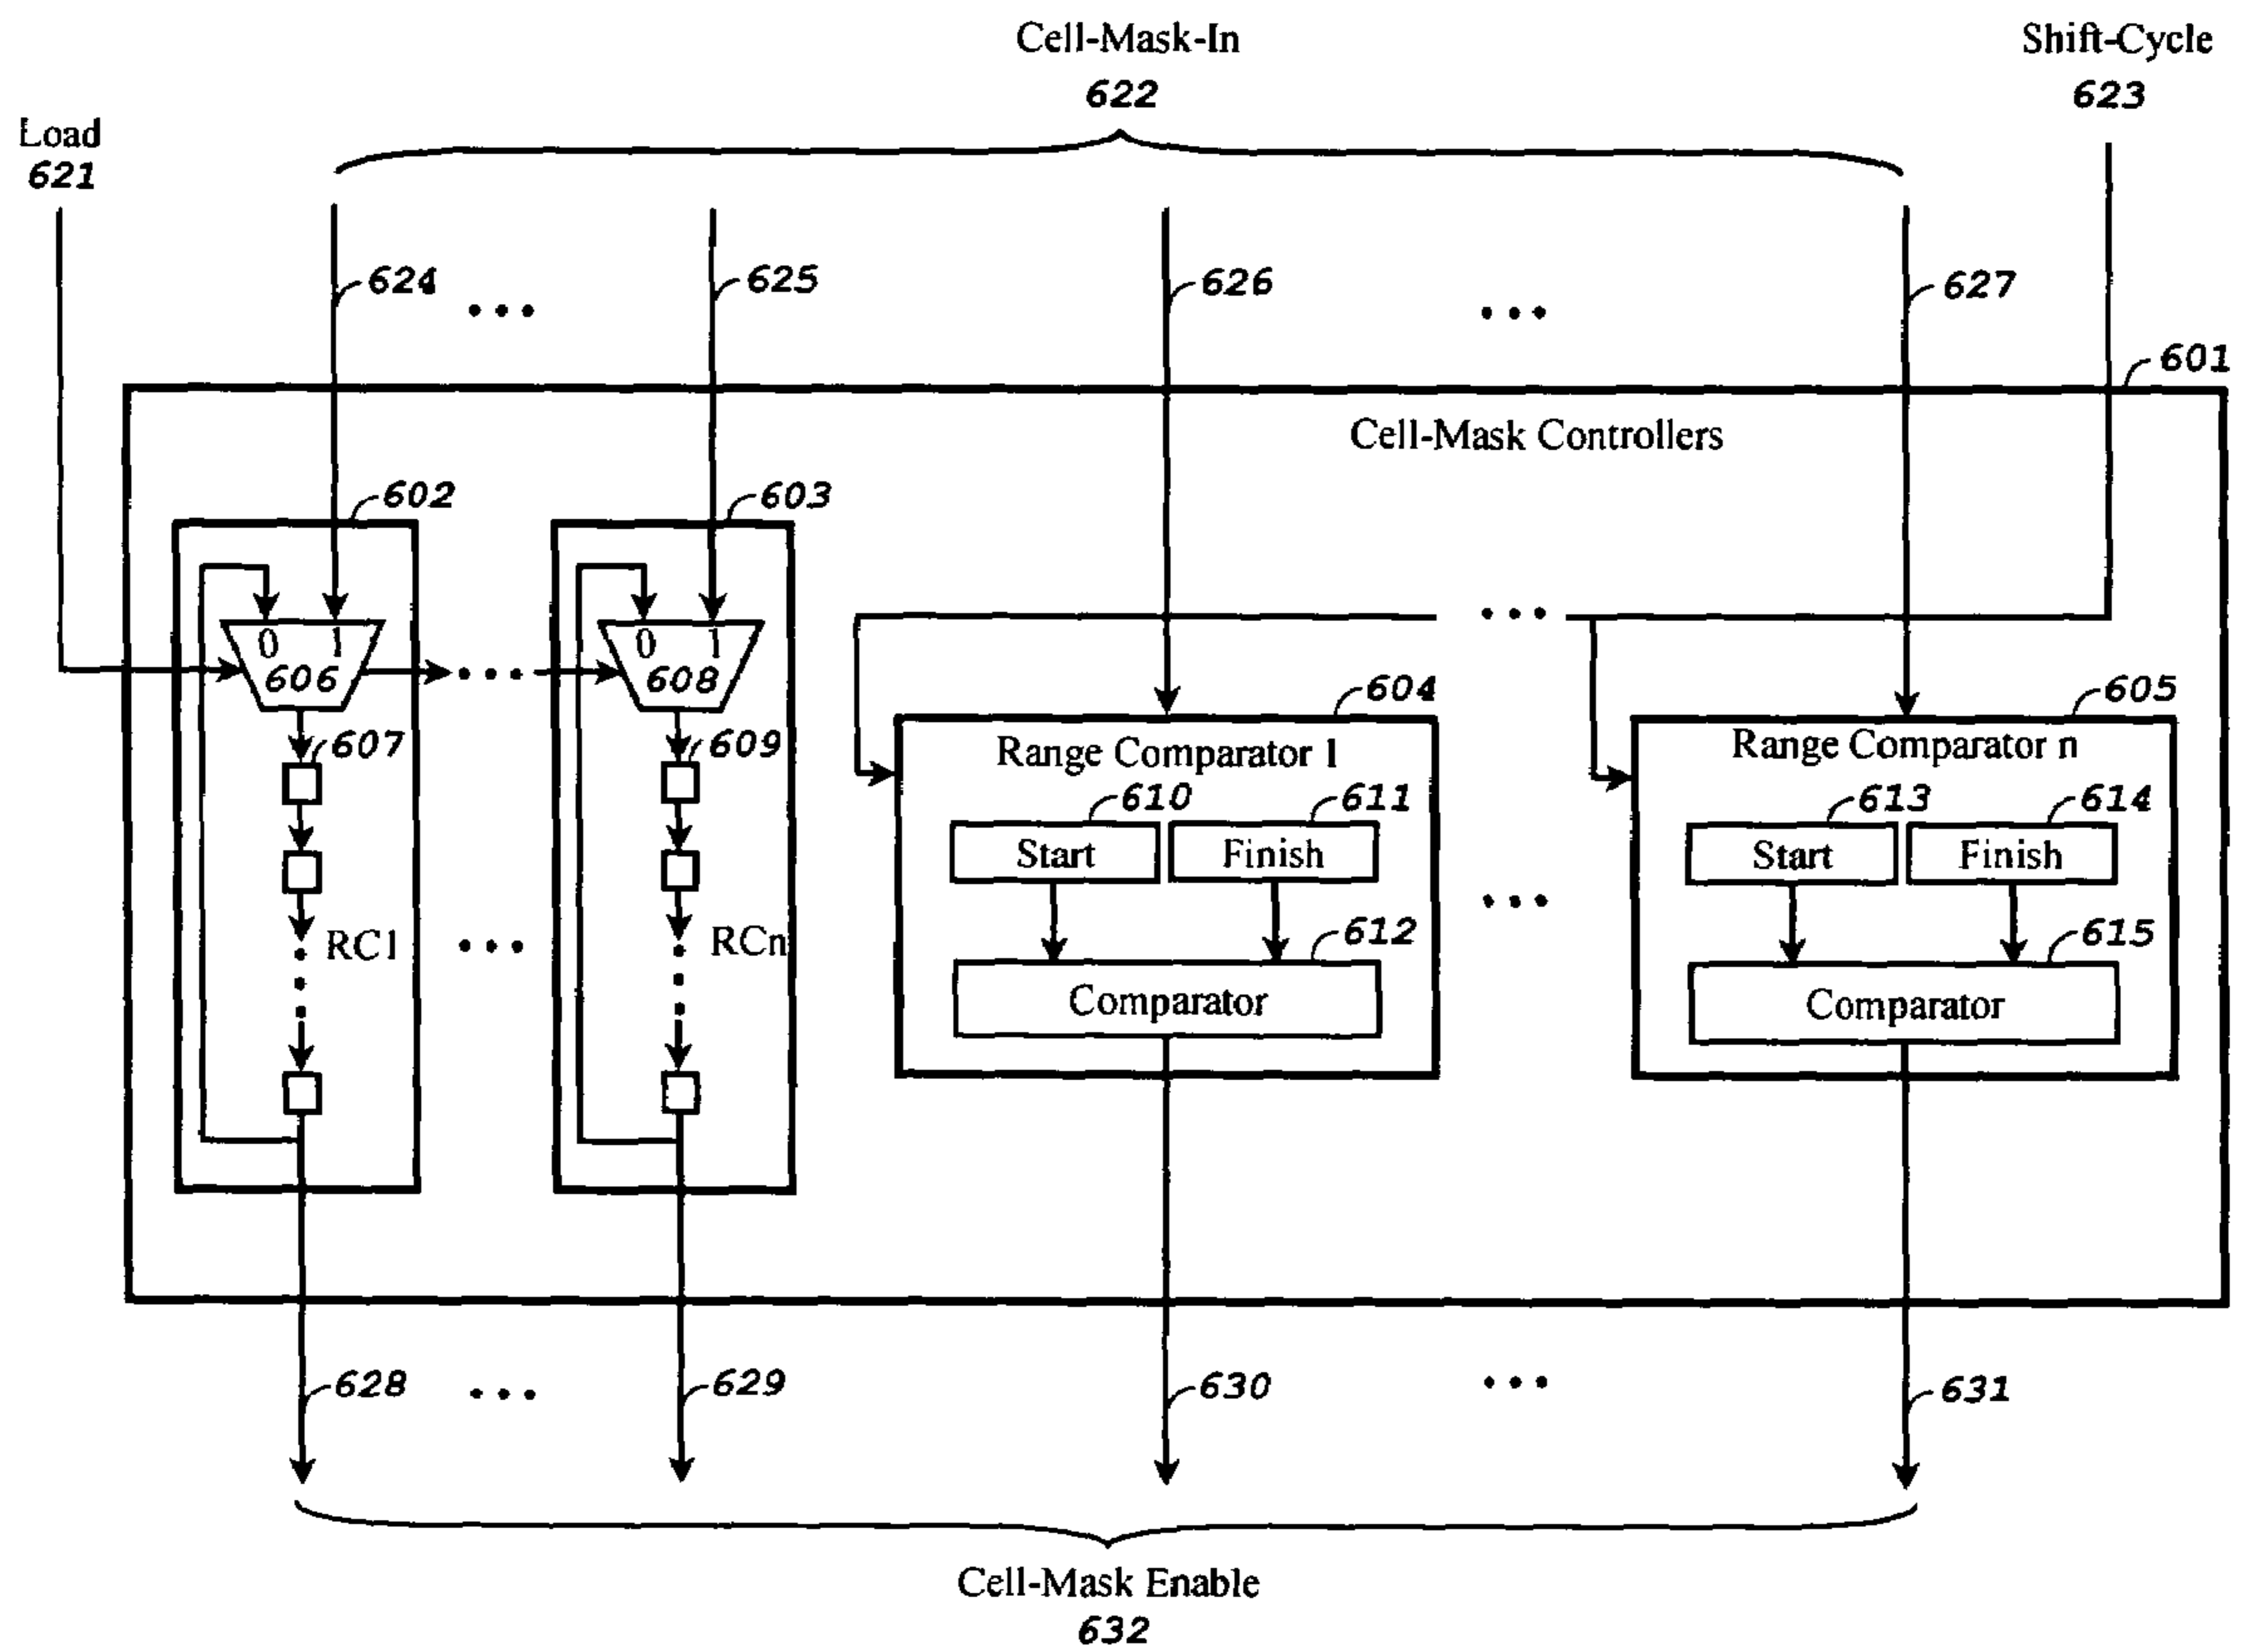 Cell-Mask-In
622
Shift-Cycle
623
Load
621
624
...
625
626
...
627
601
Cell-Mask Controllers
602
603
0 1
606
...
0 1
608
...
604
605
607
609
Range Comparator 1
Range Comparator n
610
611
613
614
Start
Finish
Start
Finish
RC1
...
RCn
...
612
615
Comparator
Comparator
628
...
629
630
...
631
Cell-Mask Enable
632